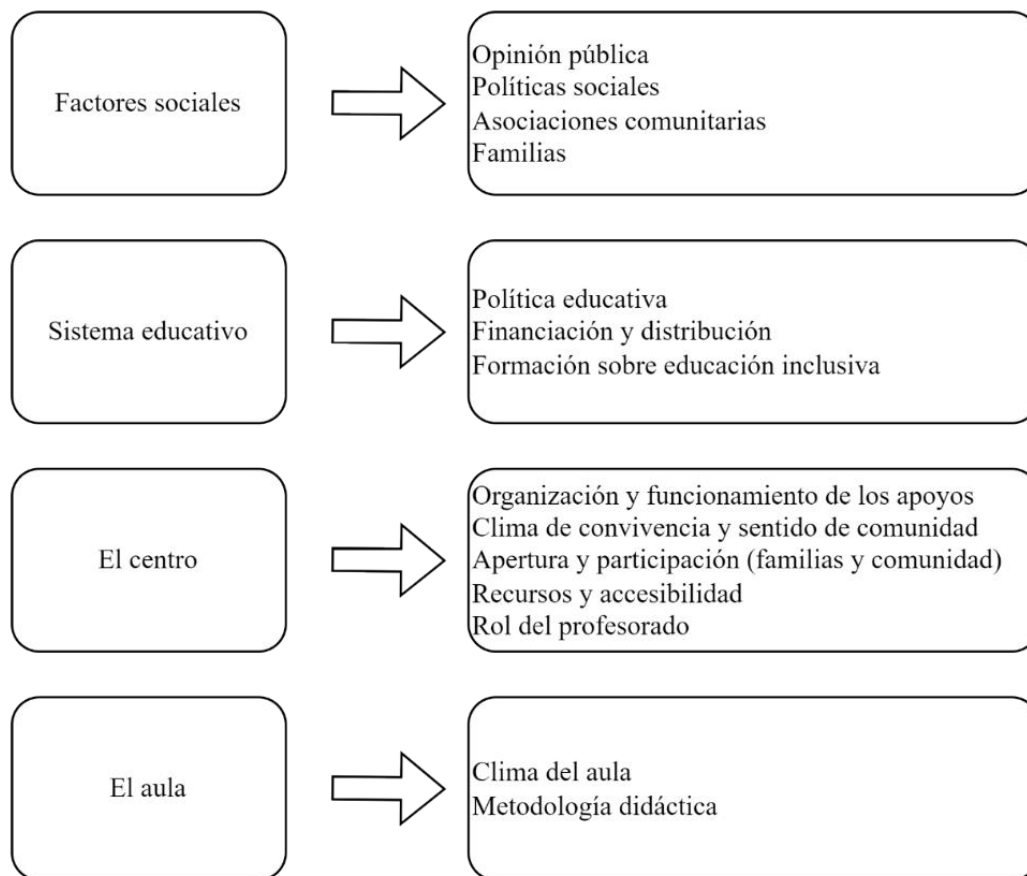 Factores sociales
Opinión pública
Políticas sociales
Asociaciones comunitarias
Familias
Sistema educativo
Política educativa
Financiación y distribución
Formación sobre educación inclusiva
El centro
Organización y funcionamiento de los apoyos
Clima de convivencia y sentido de comunidad
Apertura y participación (familias y comunidad)
Recursos y accesibilidad
Rol del profesorado
El aula
Clima del aula
Metodología didáctica